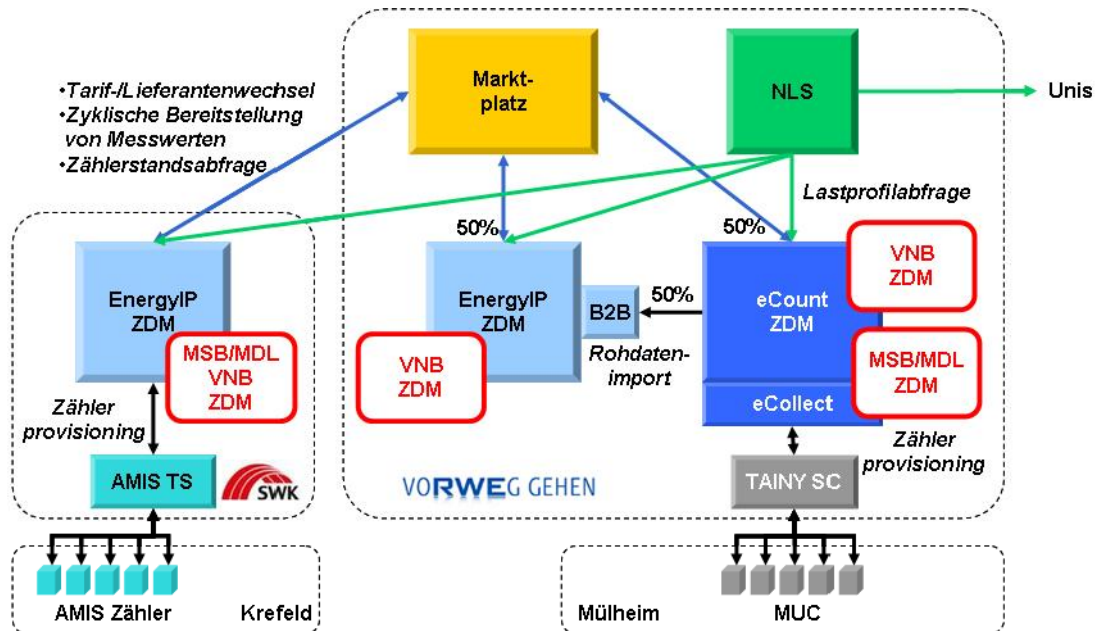 •Tarif-/Lieferantenwechsel
•Zyklische Bereitstellung
von Messwerten
•Zählerstandsabfrage
Markt-
platz
NLS
Unis
Lastprofilabfrage
50%
50%
EnergyIP
ZDM
MSB/MDL
VNB
ZDM
EnergyIP
ZDM
VNB
ZDM
B2B
50%
Rohdaten-
import
eCount
ZDM
VNB
ZDM
MSB/MDL
ZDM
eCollect
Zähler
provisioning
Zähler
provisioning
AMIS TS
SWK
VORWEG GEHEN
TAINY SC
AMIS Zähler
Krefeld
Mülheim
MUC